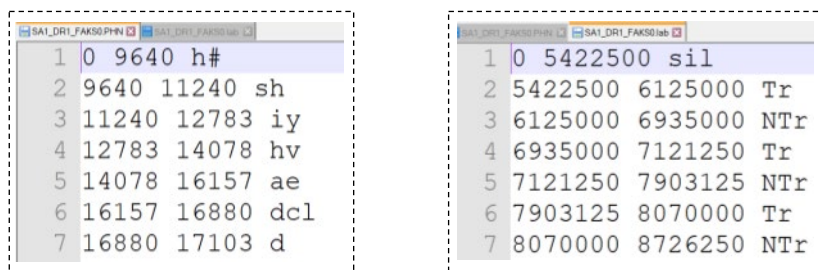 SA1_DR1_FAKS0.PHN SA1_DR1_FAKS0.lab
1 0 9640 h#
2 9640 11240 sh
3 11240 12783 iy
4 12783 14078 hv
5 14078 16157 ae
6 16157 16880 dcl
7 16880 17103 d
SA1_DR1_FAKS0.PHN SA1_DR1_FAKS0.lab
1 0 5422500 sil
2 5422500 6125000 Tr
3 6125000 6935000 NTr
4 6935000 7121250 Tr
5 7121250 7903125 NTr
6 7903125 8070000 Tr
7 8070000 8726250 NTr